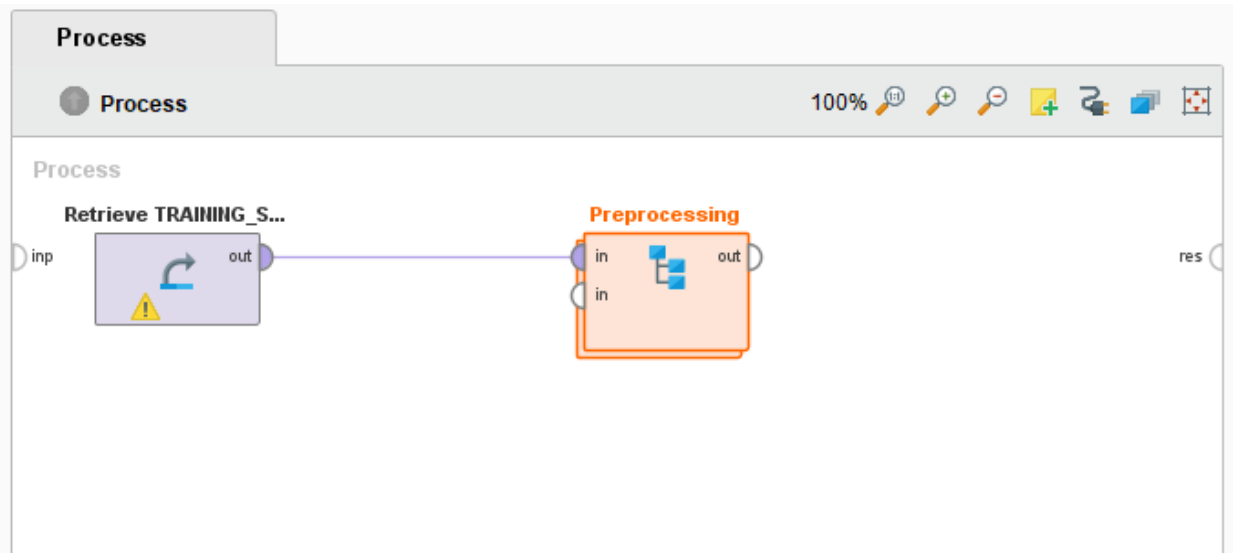 Process
Process
100%
Process
Retrieve TRAINING_S...
Preprocessing
inp
out
in
out
res
in